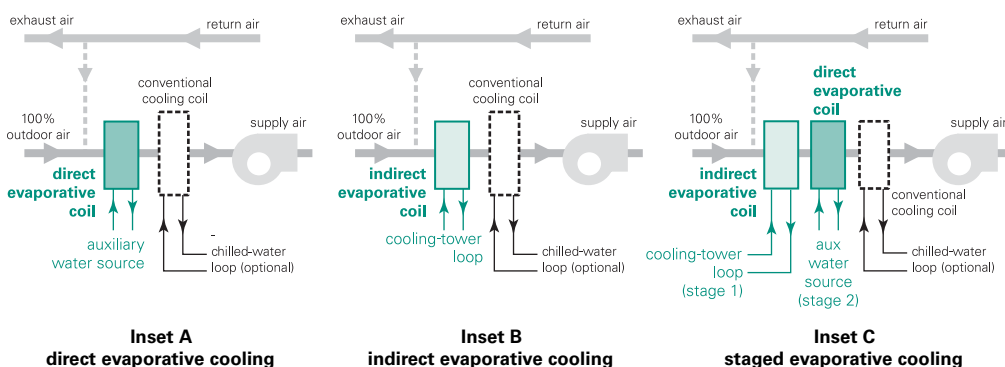 exhaust air
return air
conventional
cooling coil
100%
outdoor air
supply air
direct
evaporative
coil
auxiliary
water source
chilled-water
loop (optional)
Inset A
direct evaporative cooling
exhaust air
return air
conventional
cooling coil
100%
outdoor air
supply air
indirect
evaporative
coil
cooling-tower
loop
chilled-water
loop (optional)
Inset B
indirect evaporative cooling
exhaust air
return air
direct
evaporative
coil
100%
outdoor air
supply air
indirect
evaporative
coil
conventional
cooling coil
cooling-tower
loop
(stage 1)
aux
water
source
(stage 2)
chilled-water
loop (optional)
Inset C
staged evaporative cooling